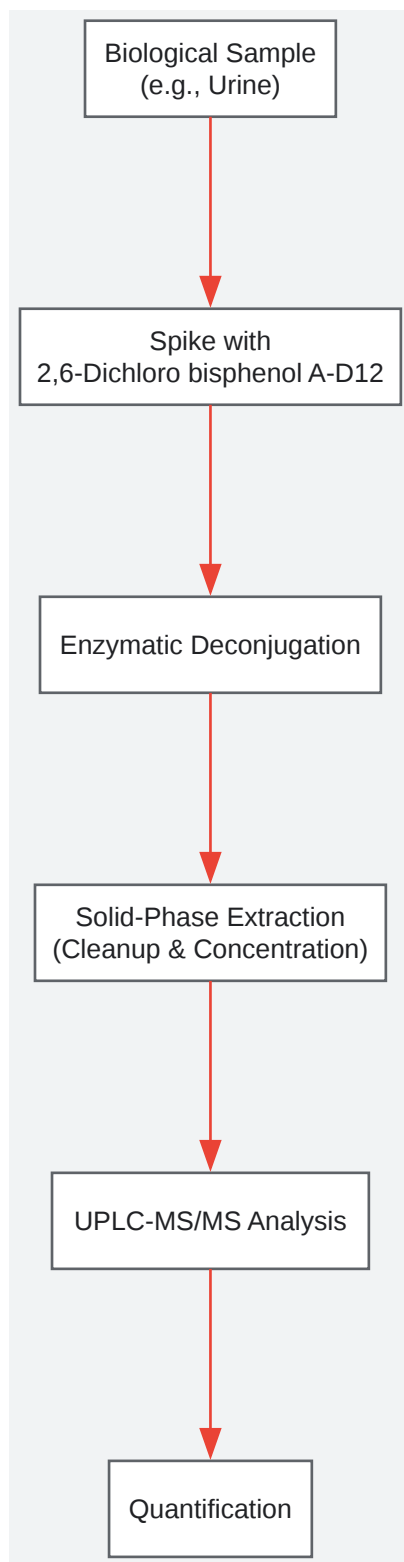 Biological Sample
(e.g., Urine)
Spike with
2,6-Dichloro bisphenol A-D12
Enzymatic Deconjugation
Solid-Phase Extraction
(Cleanup & Concentration)
UPLC-MS/MS Analysis
Quantification